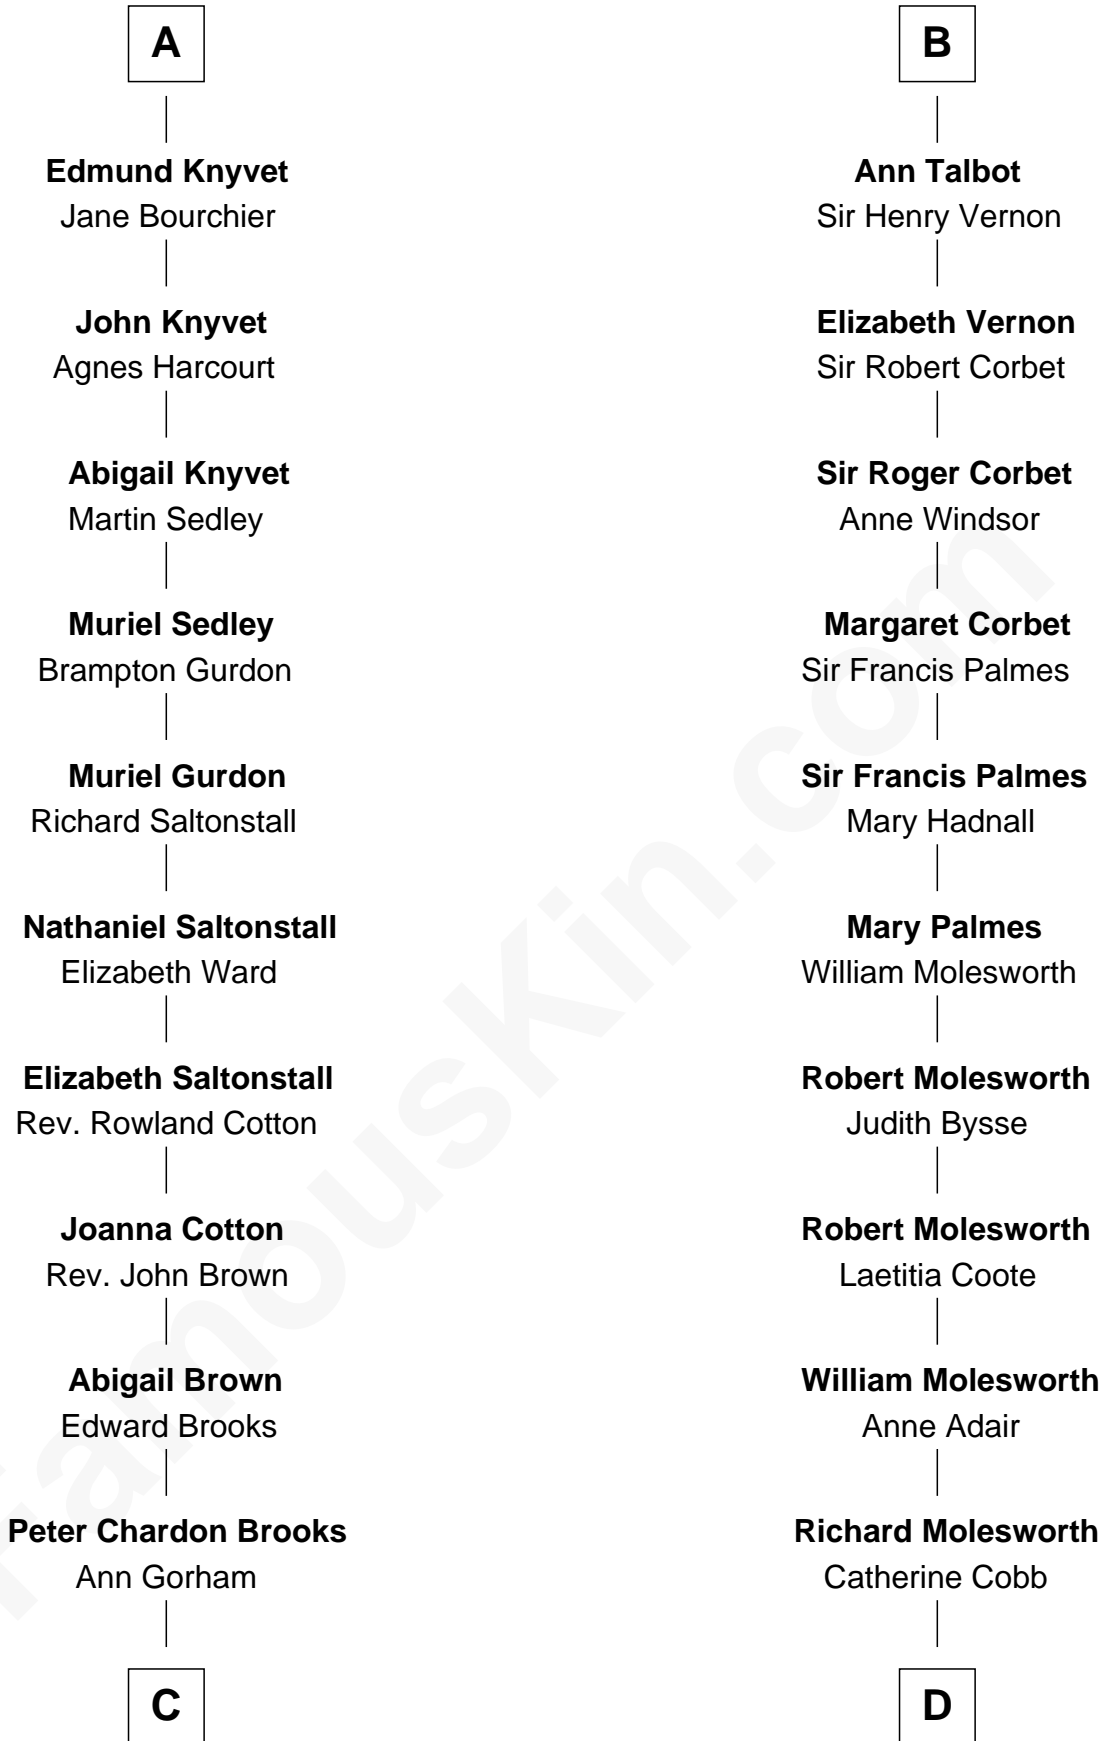 A
Edmund Knyvet
Jane Bourchier
John Knyvet
Agnes Harcourt
Abigail Knyvet
Martin Sedley
Muriel Sedley
Brampton Gurdon
Muriel Gurdon
Richard Saltonstall
Nathaniel Saltonstall
Elizabeth Ward
Elizabeth Saltonstall
Rev. Rowland Cotton
Joanna Cotton
Rev. John Brown
Abigail Brown
Edward Brooks
Peter Chardon Brooks
Ann Gorham
C
B
Ann Talbot
Sir Henry Vernon
Elizabeth Vernon
Sir Robert Corbet
Sir Roger Corbet
Anne Windsor
Margaret Corbet
Sir Francis Palmes
Sir Francis Palmes
Mary Hadnall
Mary Palmes
William Molesworth
Robert Molesworth
Judith Bysse
Robert Molesworth
Laetitia Coote
William Molesworth
Anne Adair
Richard Molesworth
Catherine Cobb
D
FamousKin.com